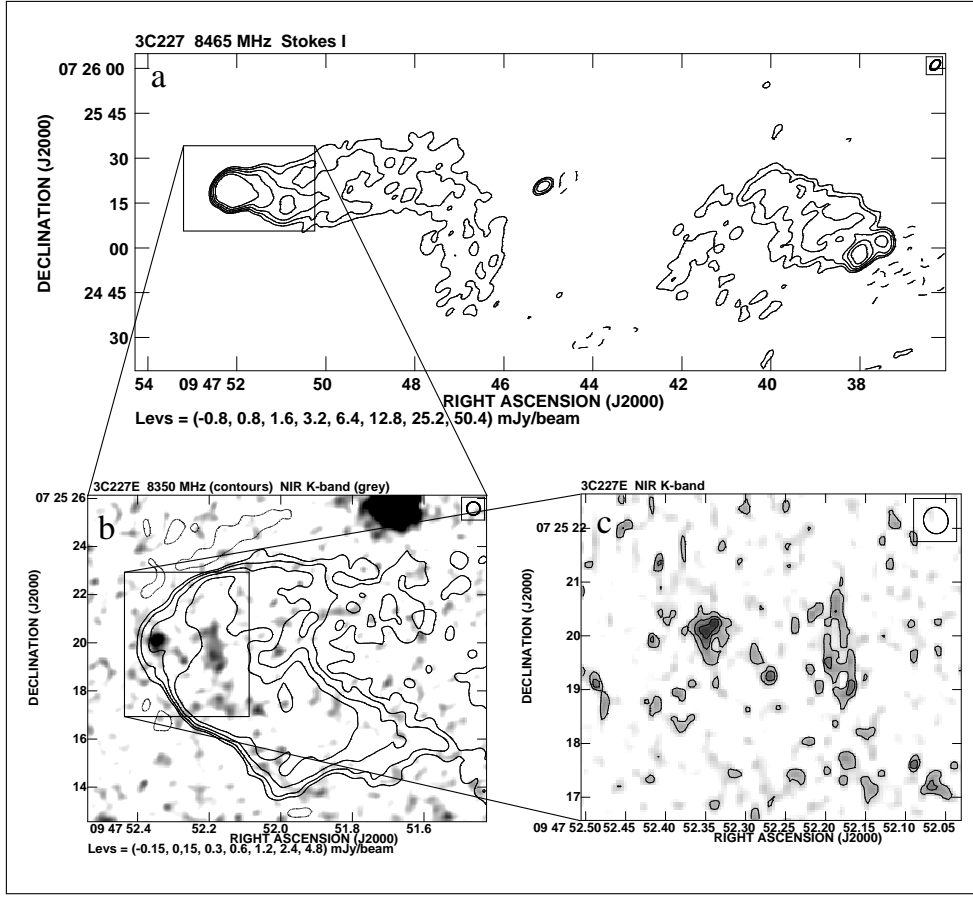 3C227 8465 MHz Stokes I
a
DECLINATION (J2000)
07 26 00
25 45
30
15
00
24 45
30
54
09 47 52
50
48
46
44
42
40
38
RIGHT ASCENSION (J2000)
Levs = (-0.8, 0.8, 1.6, 3.2, 6.4, 12.8, 25.2, 50.4) mJy/beam
3C227E 8350 MHz (contours) NIR K-band (grey)
b
DECLINATION (J2000)
07 25 26
24
22
20
18
16
14
09 47 52.4
52.2
52.0
51.8
51.6
RIGHT ASCENSION (J2000)
Levs = (-0.15, 0,15, 0.3, 0.6, 1.2, 2.4, 4.8) mJy/beam
3C227E NIR K-band
c
DECLINATION (J2000)
07 25 22
21
20
19
18
17
09 47 52.50
52.45
52.40
52.35
52.30
52.25
52.20
52.15
52.10
52.05
RIGHT ASCENSION (J2000)